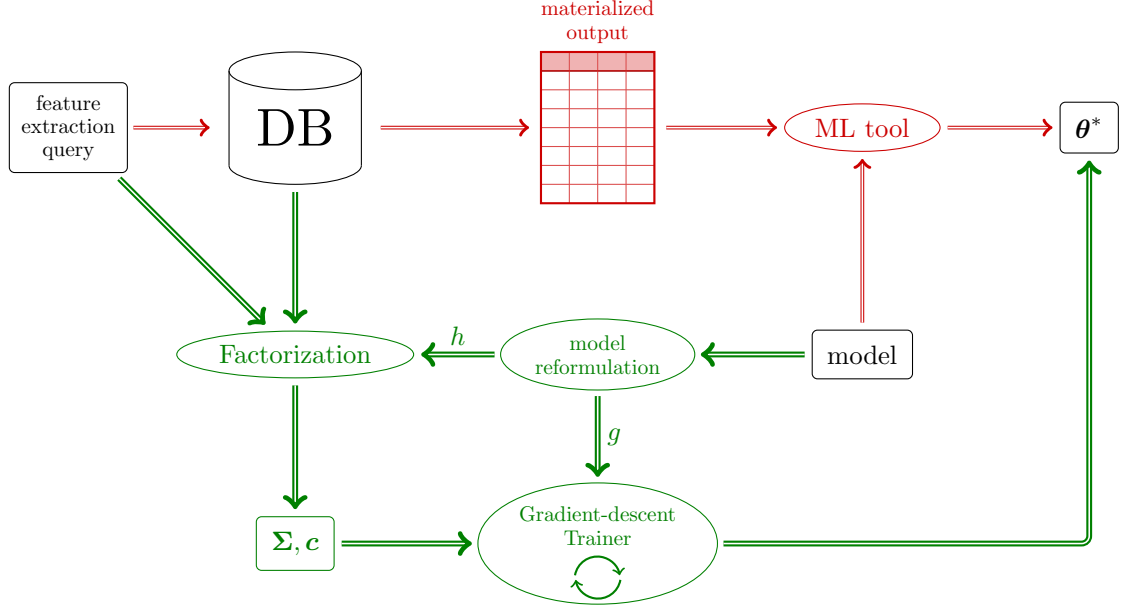 materialized
output
feature
extraction
query
DB
ML tool
θ*
Factorization
h
model
reformulation
model
g
Σ, c
Gradient-descent
Trainer